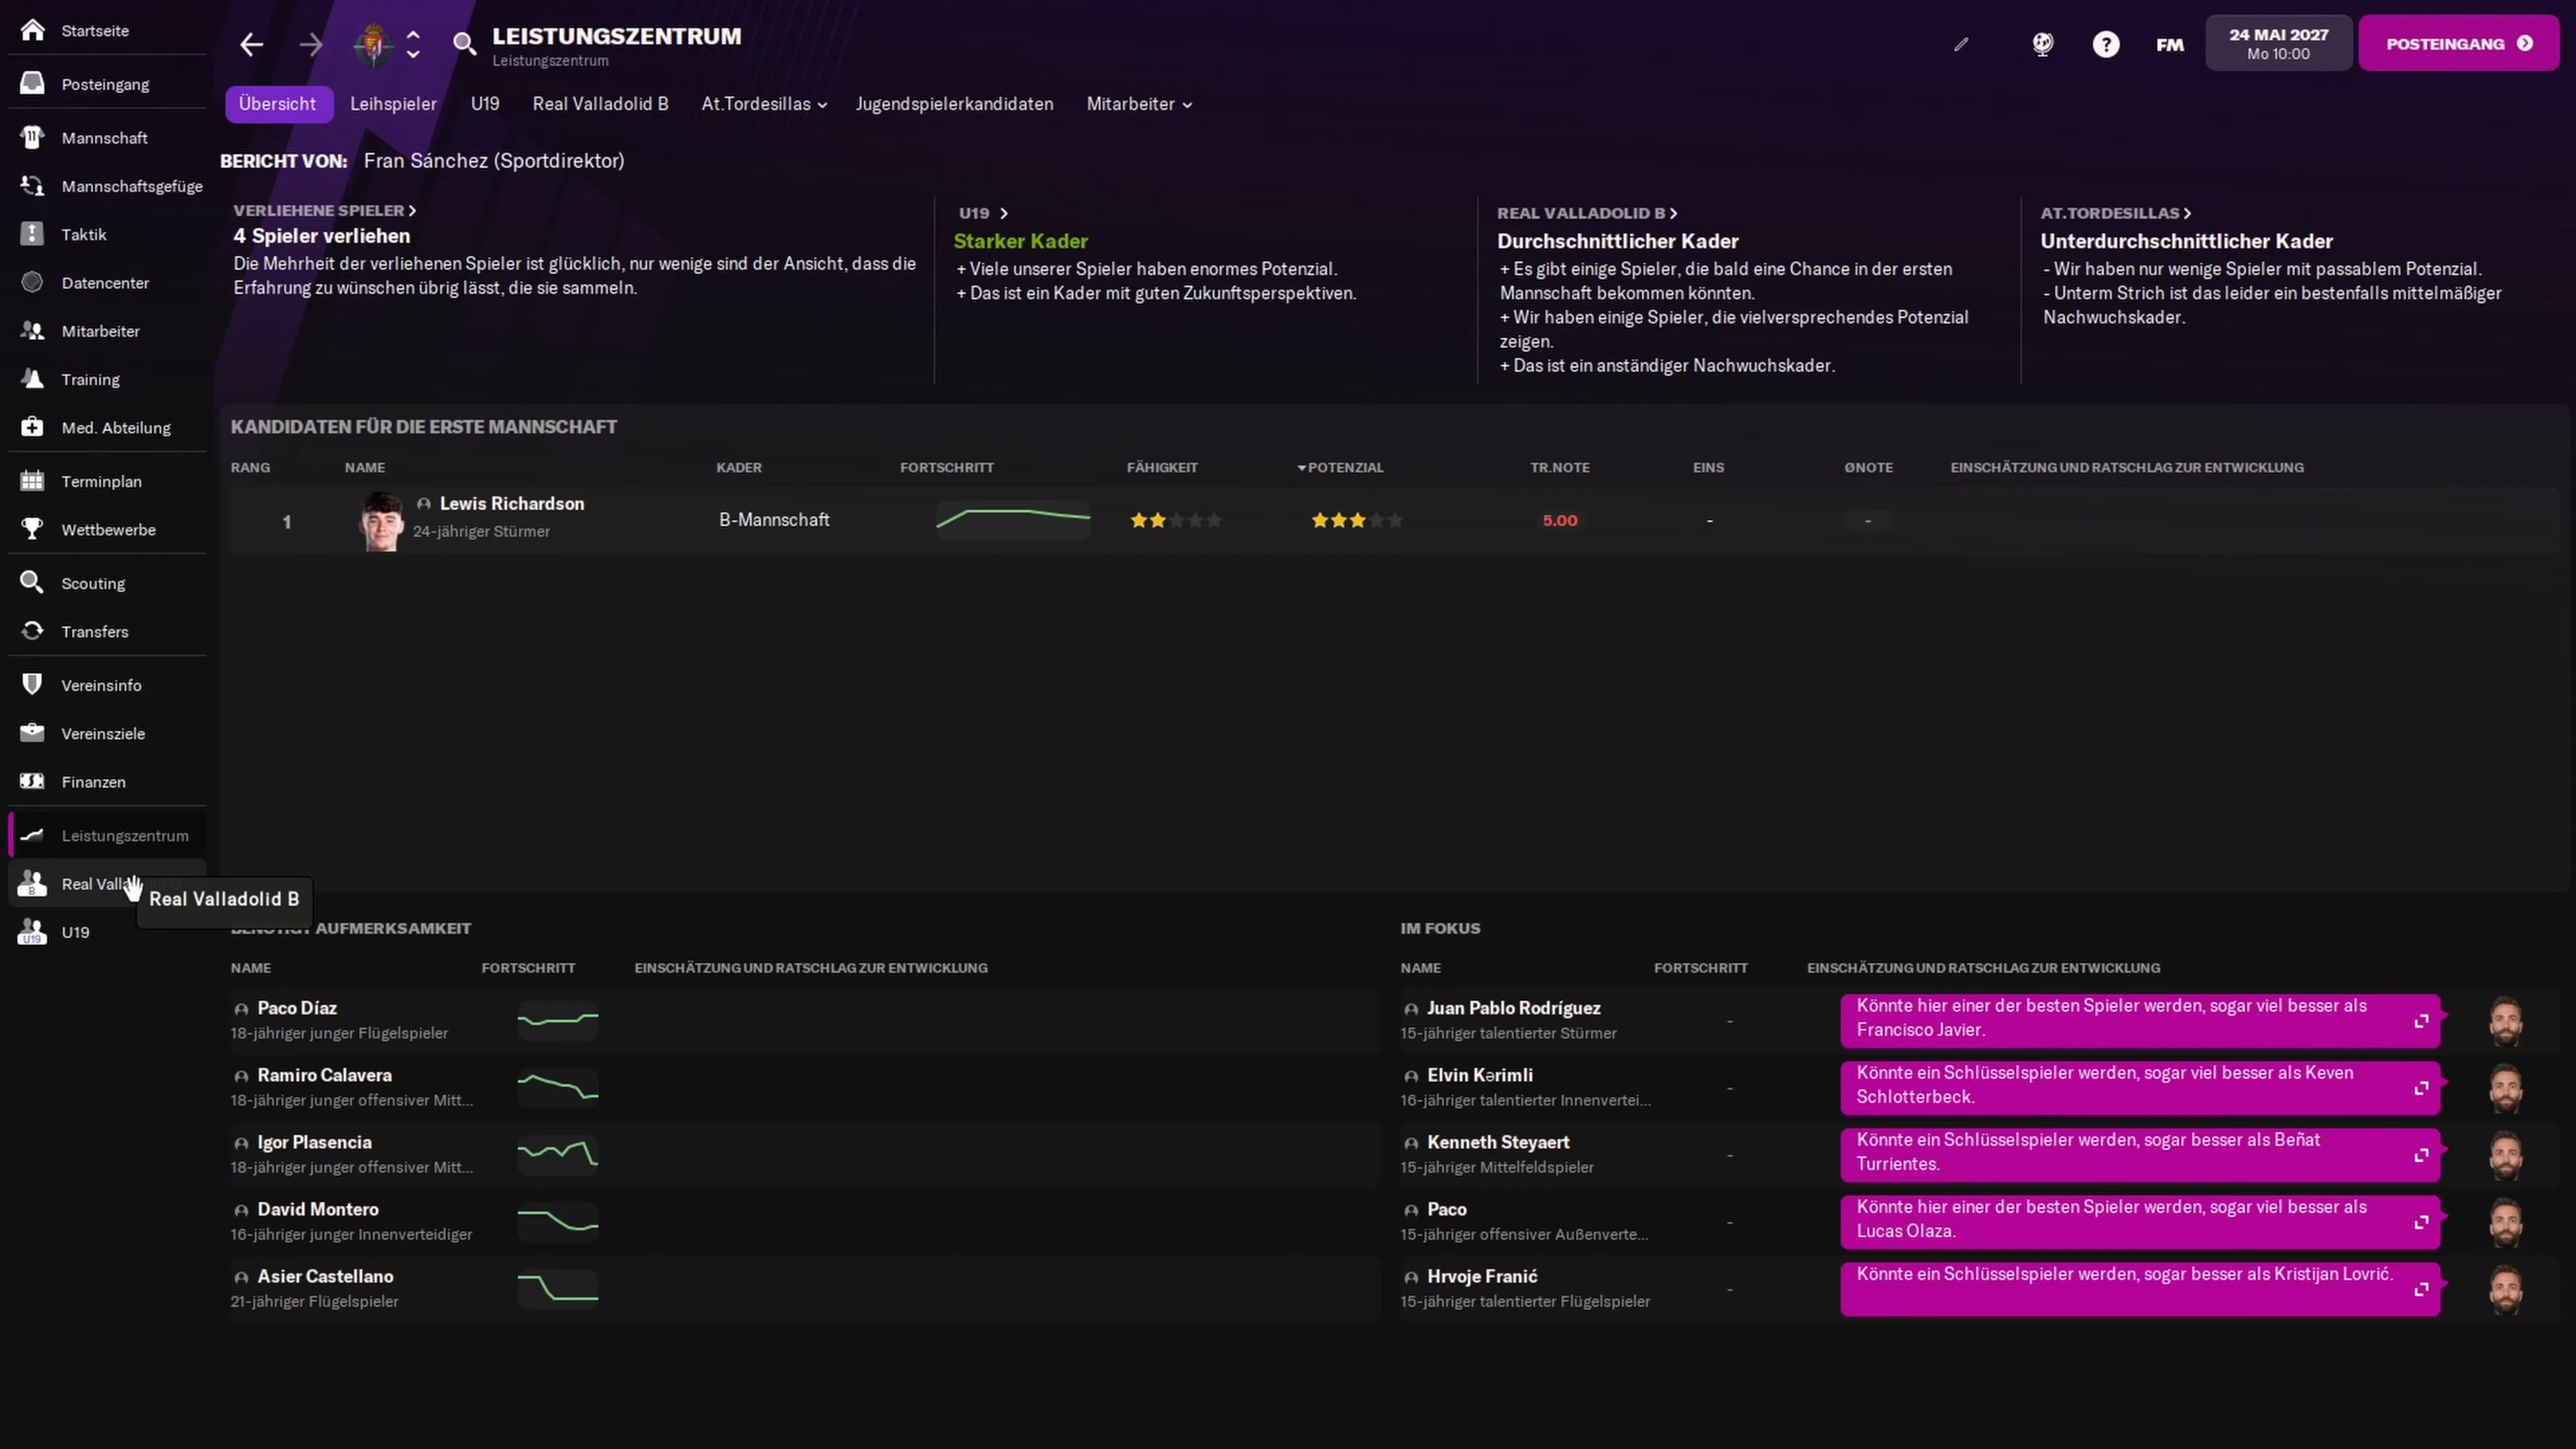 Startseite
Posteingang
Mannschaft
Mannschaftsgefüge
Taktik
Datencenter
Mitarbeiter
Training
Med. Abteilung
Terminplan
Wettbewerbe
Scouting
Transfers
Vereinsinfo
Vereinsziele
Finanzen
Leistungszentrum
Real Vall
Real Valladolid B
U19
LEISTUNGSZENTRUM
Leistungszentrum
FM
24 MAI 2027
Mo 10:00
POSTEINGANG
Übersicht Leihspieler U19 Real Valladolid B At.Tordesillas Jugendspielerkandidaten Mitarbeiter
BERICHT VON: Fran Sánchez (Sportdirektor)
VERLIEHENE SPIELER
4 Spieler verliehen
Die Mehrheit der verliehenen Spieler ist glücklich, nur wenige sind der Ansicht, dass die
Erfahrung zu wünschen übrig lässt, die sie sammeln.
U19
Starker Kader
+ Viele unserer Spieler haben enormes Potenzial.
+ Das ist ein Kader mit guten Zukunftsperspektiven.
REAL VALLADOLID B
Durchschnittlicher Kader
+ Es gibt einige Spieler, die bald eine Chance in der ersten
Mannschaft bekommen könnten.
+ Wir haben einige Spieler, die vielversprechendes Potenzial
zeigen.
+ Das ist ein anständiger Nachwuchskader.
AT.TORDESILLAS
Unterdurchschnittlicher Kader
- Wir haben nur wenige Spieler mit passablem Potenzial.
- Unterm Strich ist das leider ein bestenfalls mittelmäßiger
Nachwuchskader.
KANDIDATEN FÜR DIE ERSTE MANNSCHAFT
RANG NAME KADER FORTSCHRITT FÄHIGKEIT POTENZIAL TR.NOTE EINS ØNOTE EINSCHÄTZUNG UND RATSCHLAG ZUR ENTWICKLUNG
1 Lewis Richardson B-Mannschaft 5.00 - -
24-jähriger Stürmer
BENÖTIGT AUFMERKSAMKEIT
NAME FORTSCHRITT EINSCHÄTZUNG UND RATSCHLAG ZUR ENTWICKLUNG
Paco Díaz
18-jähriger junger Flügelspieler
Ramiro Calavera
18-jähriger junger offensiver Mitt...
Igor Plasencia
18-jähriger junger offensiver Mitt...
David Montero
16-jähriger junger Innenverteidiger
Asier Castellano
21-jähriger Flügelspieler
IM FOKUS
NAME FORTSCHRITT EINSCHÄTZUNG UND RATSCHLAG ZUR ENTWICKLUNG
Juan Pablo Rodríguez
15-jähriger talentierter Stürmer
-
Könnte hier einer der besten Spieler werden, sogar viel besser als
Francisco Javier.
Elvin Kərimli
16-jähriger talentierter Innenvertei...
-
Könnte ein Schlüsselspieler werden, sogar viel besser als Keven
Schlotterbeck.
Kenneth Steyaert
15-jähriger Mittelfeldspieler
-
Könnte ein Schlüsselspieler werden, sogar besser als Beñat
Turrientes.
Paco
15-jähriger offensiver Außenverte...
-
Könnte hier einer der besten Spieler werden, sogar viel besser als
Lucas Olaza.
Hrvoje Franić
15-jähriger talentierter Flügelspieler
-
Könnte ein Schlüsselspieler werden, sogar besser als Kristijan Lovrić.